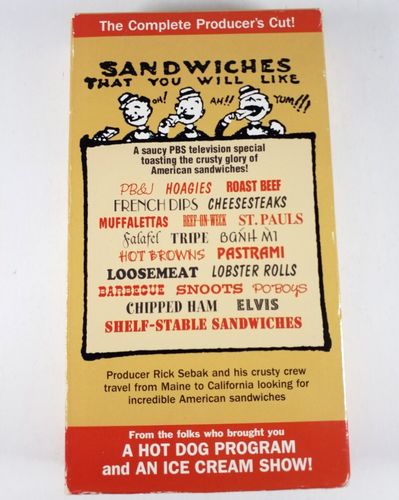 The Complete Producer's Cut!
SANDWICHES
THAT YOU WILL LIKE
OH! AH!! YUM!!!
A saucy PBS television special
toasting the crusty glory of
American sandwiches!
PB&J HOAGIES ROAST BEEF
FRENCH DIPS CHEESESTEAKS
MUFFALETTAS BEEF-ON-WECK ST. PAULS
falafel TRIPE BANH MI
HOT BROWNS PASTRAMI
LOOSEMEAT LOBSTER ROLLS
BARBECUE SNOOTS PO'BOYS
CHIPPED HAM ELVIS
SHELF-STABLE SANDWICHES
Producer Rick Sebak and his crusty crew
travel from Maine to California looking for
incredible American sandwiches
From the folks who brought you
A HOT DOG PROGRAM
and AN ICE CREAM SHOW!